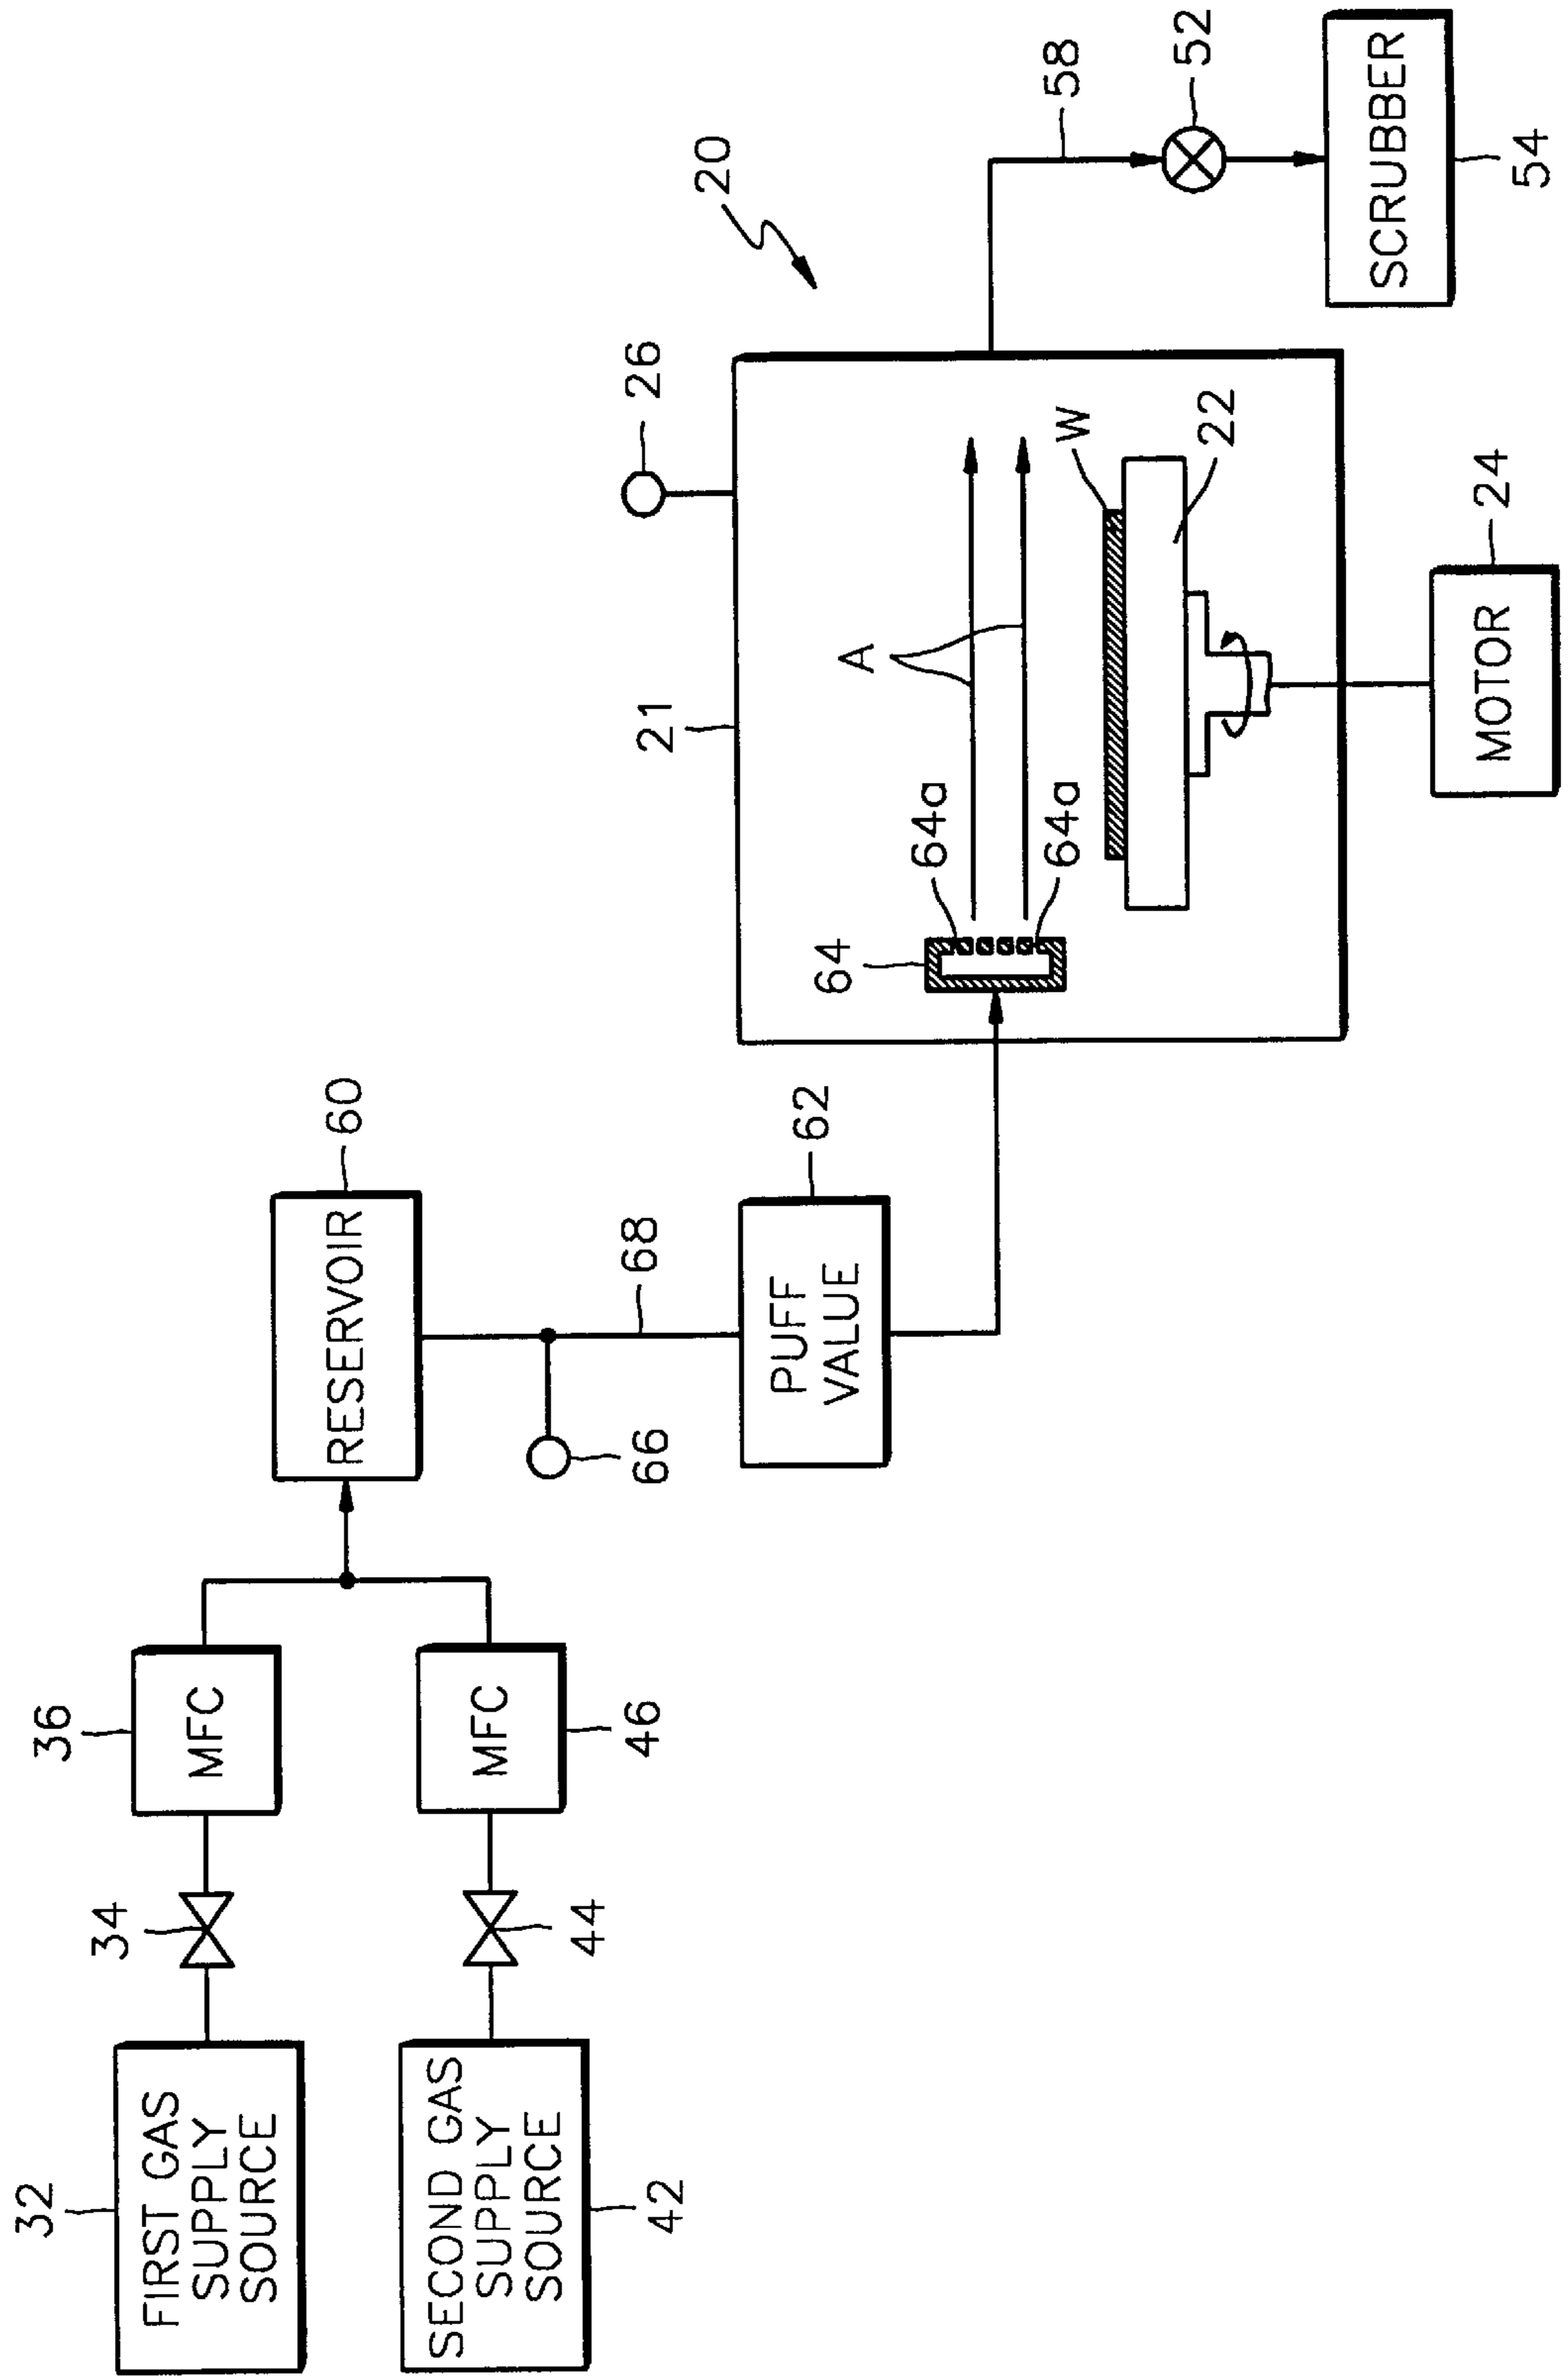 32
FIRST GAS
SUPPLY
SOURCE
34
36
MFC
SECOND GAS
SUPPLY
SOURCE
42
44
MFC
46
RESERVOIR
60
66
68
PUFF
VALUE
62
20
21
26
64
64a
64a
A
W
22
MOTOR
24
58
52
SCRUBBER
54